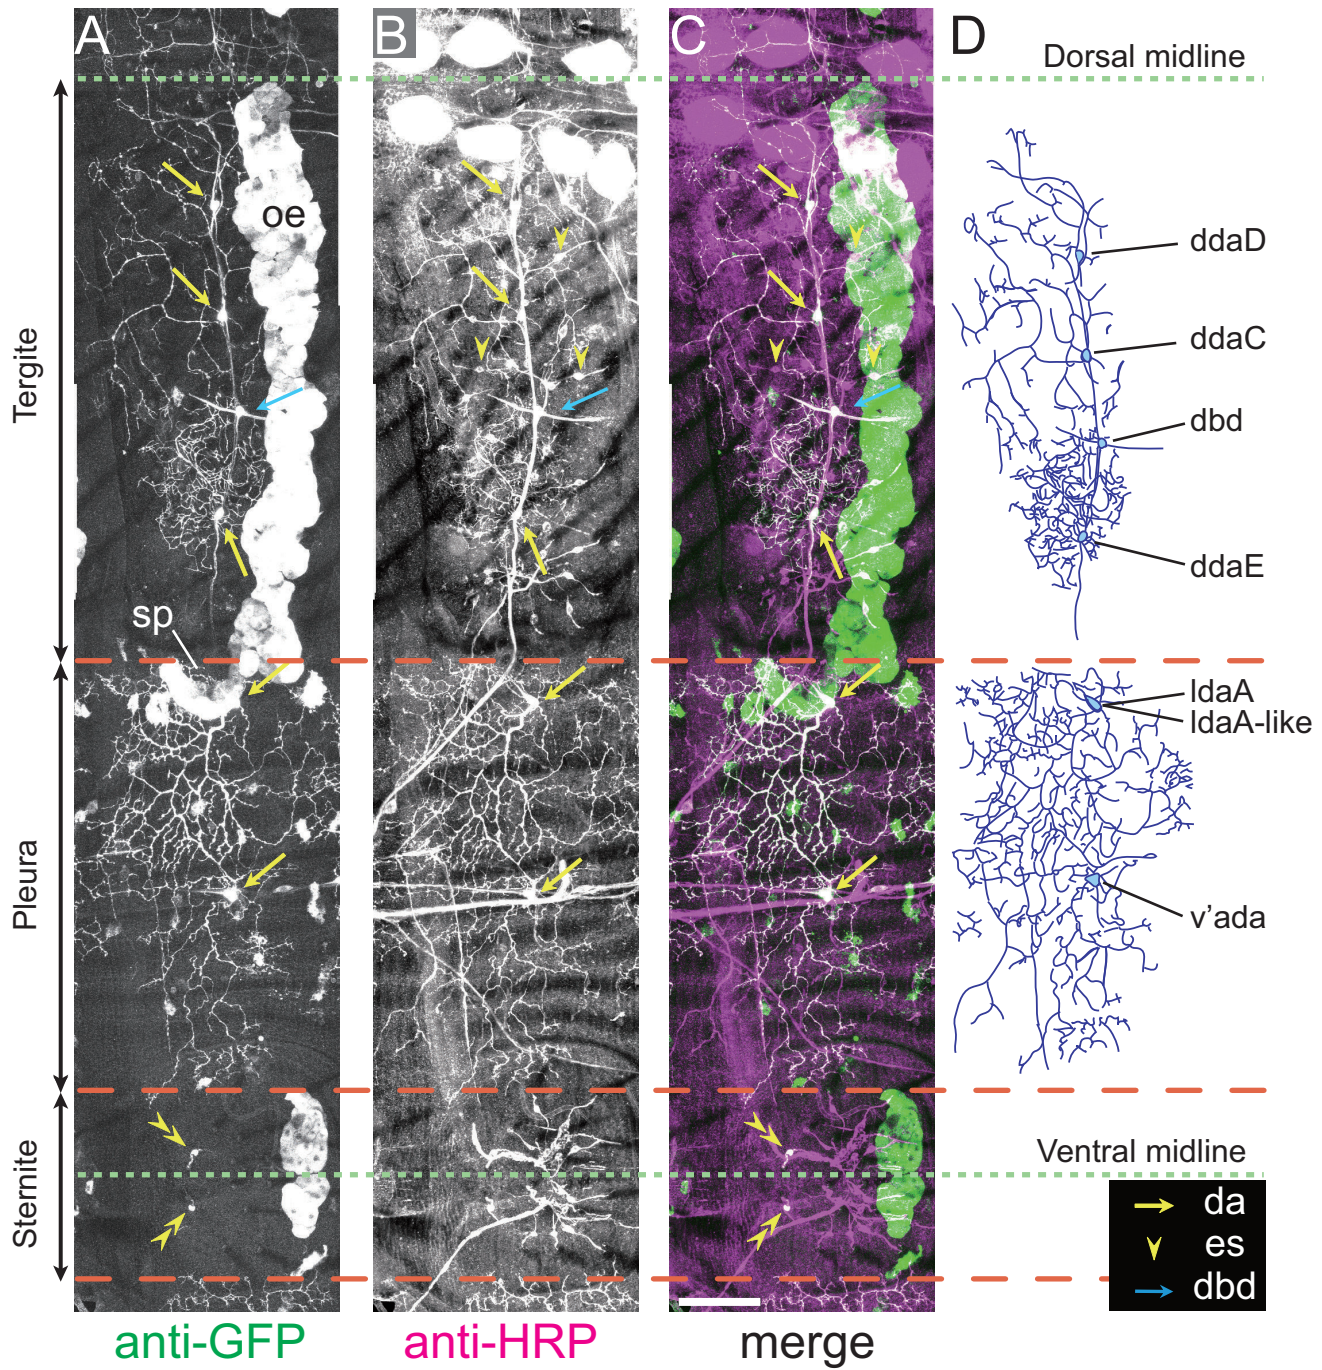 A
B
C
D
Dorsal midline
oe
ddaD
ddaC
dbd
ddaE
Tergite
sp
ldaA
ldaA-like
v'ada
Pleura
Ventral midline
Sternite
da
es
dbd
anti-GFP
anti-HRP
merge